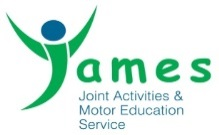 James
Joint Activities &
Motor Education
Service